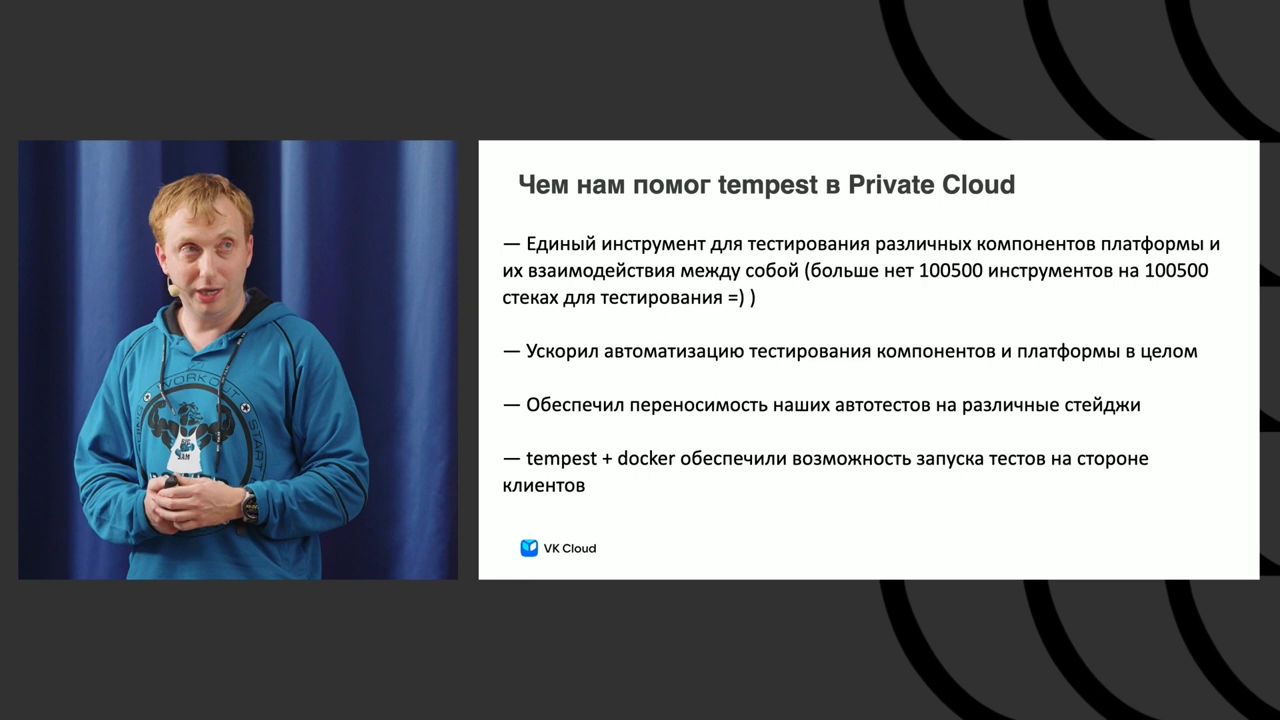 Чем нам помог tempest в Private Cloud
— Единый инструмент для тестирования различных компонентов платформы и
их взаимодействия между собой (больше нет 100500 инструментов на 100500
стеках для тестирования =) )
— Ускорил автоматизацию тестирования компонентов и платформы в целом
— Обеспечил переносимость наших автотестов на различные стейджи
— tempest + docker обеспечили возможность запуска тестов на стороне
клиентов
VK Cloud
WORKOUT
START